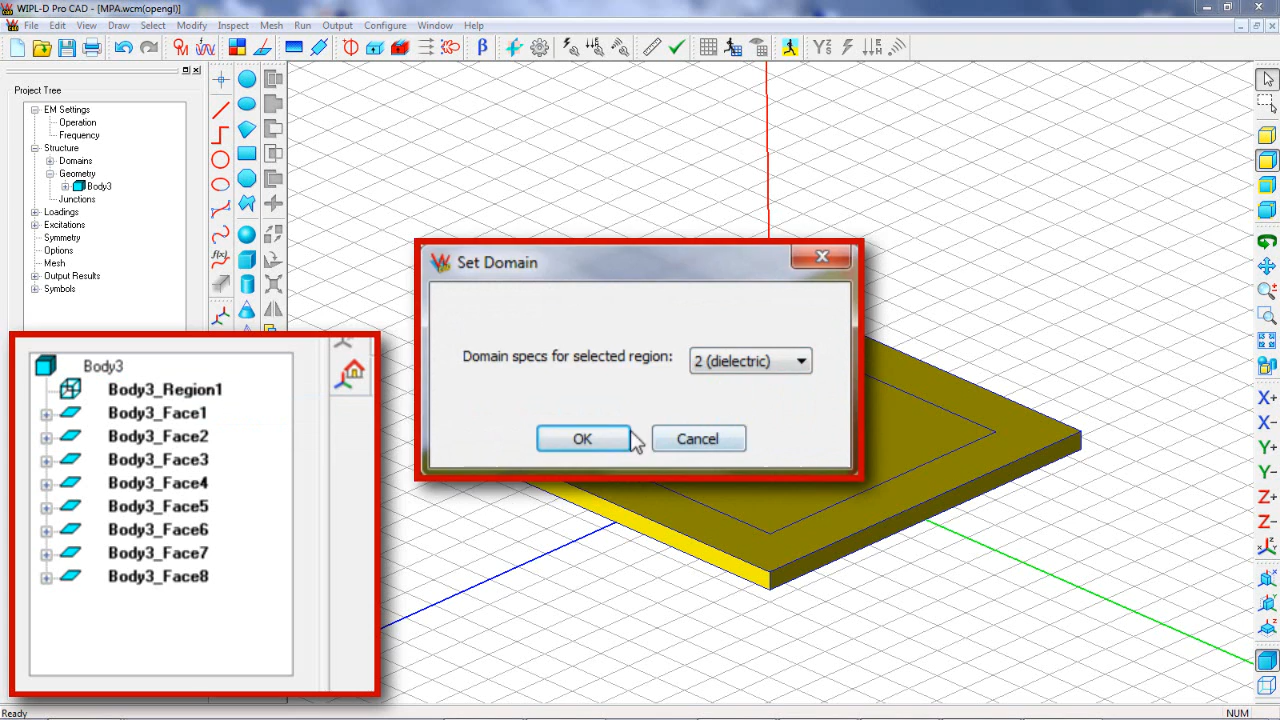 WIPL-D Pro CAD - [MPA.wcm(opengl)]
File Edit View Draw Select Modify Inspect Mesh Run Output Configure Window Help
Project Tree:
EM Settings
Operation
Frequency
Structure
Domains
Geometry
Body3
Junctions
Loadings
Excitations
Symmetry
Options
Mesh
Output Results
Symbols
Set Domain
Domain specs for selected region: 2 (dielectric)
OK Cancel
Body3
Body3_Region1
Body3_Face1
Body3_Face2
Body3_Face3
Body3_Face4
Body3_Face5
Body3_Face6
Body3_Face7
Body3_Face8
f(x)
β
X+
X-
Y+
Y-
Z+
Z-
Ready NUM